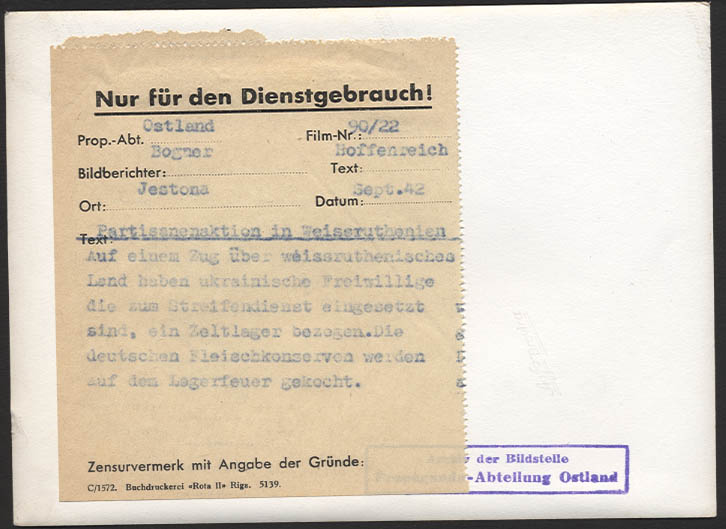 Nur für den Dienstgebrauch!
Prop.-Abt. Ostland Film-Nr.: 90/22
Bildberichter: Bogner Text: Hoffenreich
Ort: Jestona Datum: Sept.42
Text: Partisanenaktion in Weissruthenien
Auf einem Zug über weissruthenisches
Land haben ukrainische Freiwillige
die zum Streifendienst eingesetzt
sind, ein Zeltlager bezogen.Die
deutschen Fleischkonserven werden
auf dem Lagerfeuer gekocht.
Zensurvermerk mit Angabe der Gründe:
C/1572. Buchdruckerei «Rota II» Riga. 5139.
Archiv der Bildstelle
Propaganda-Abteilung Ostland